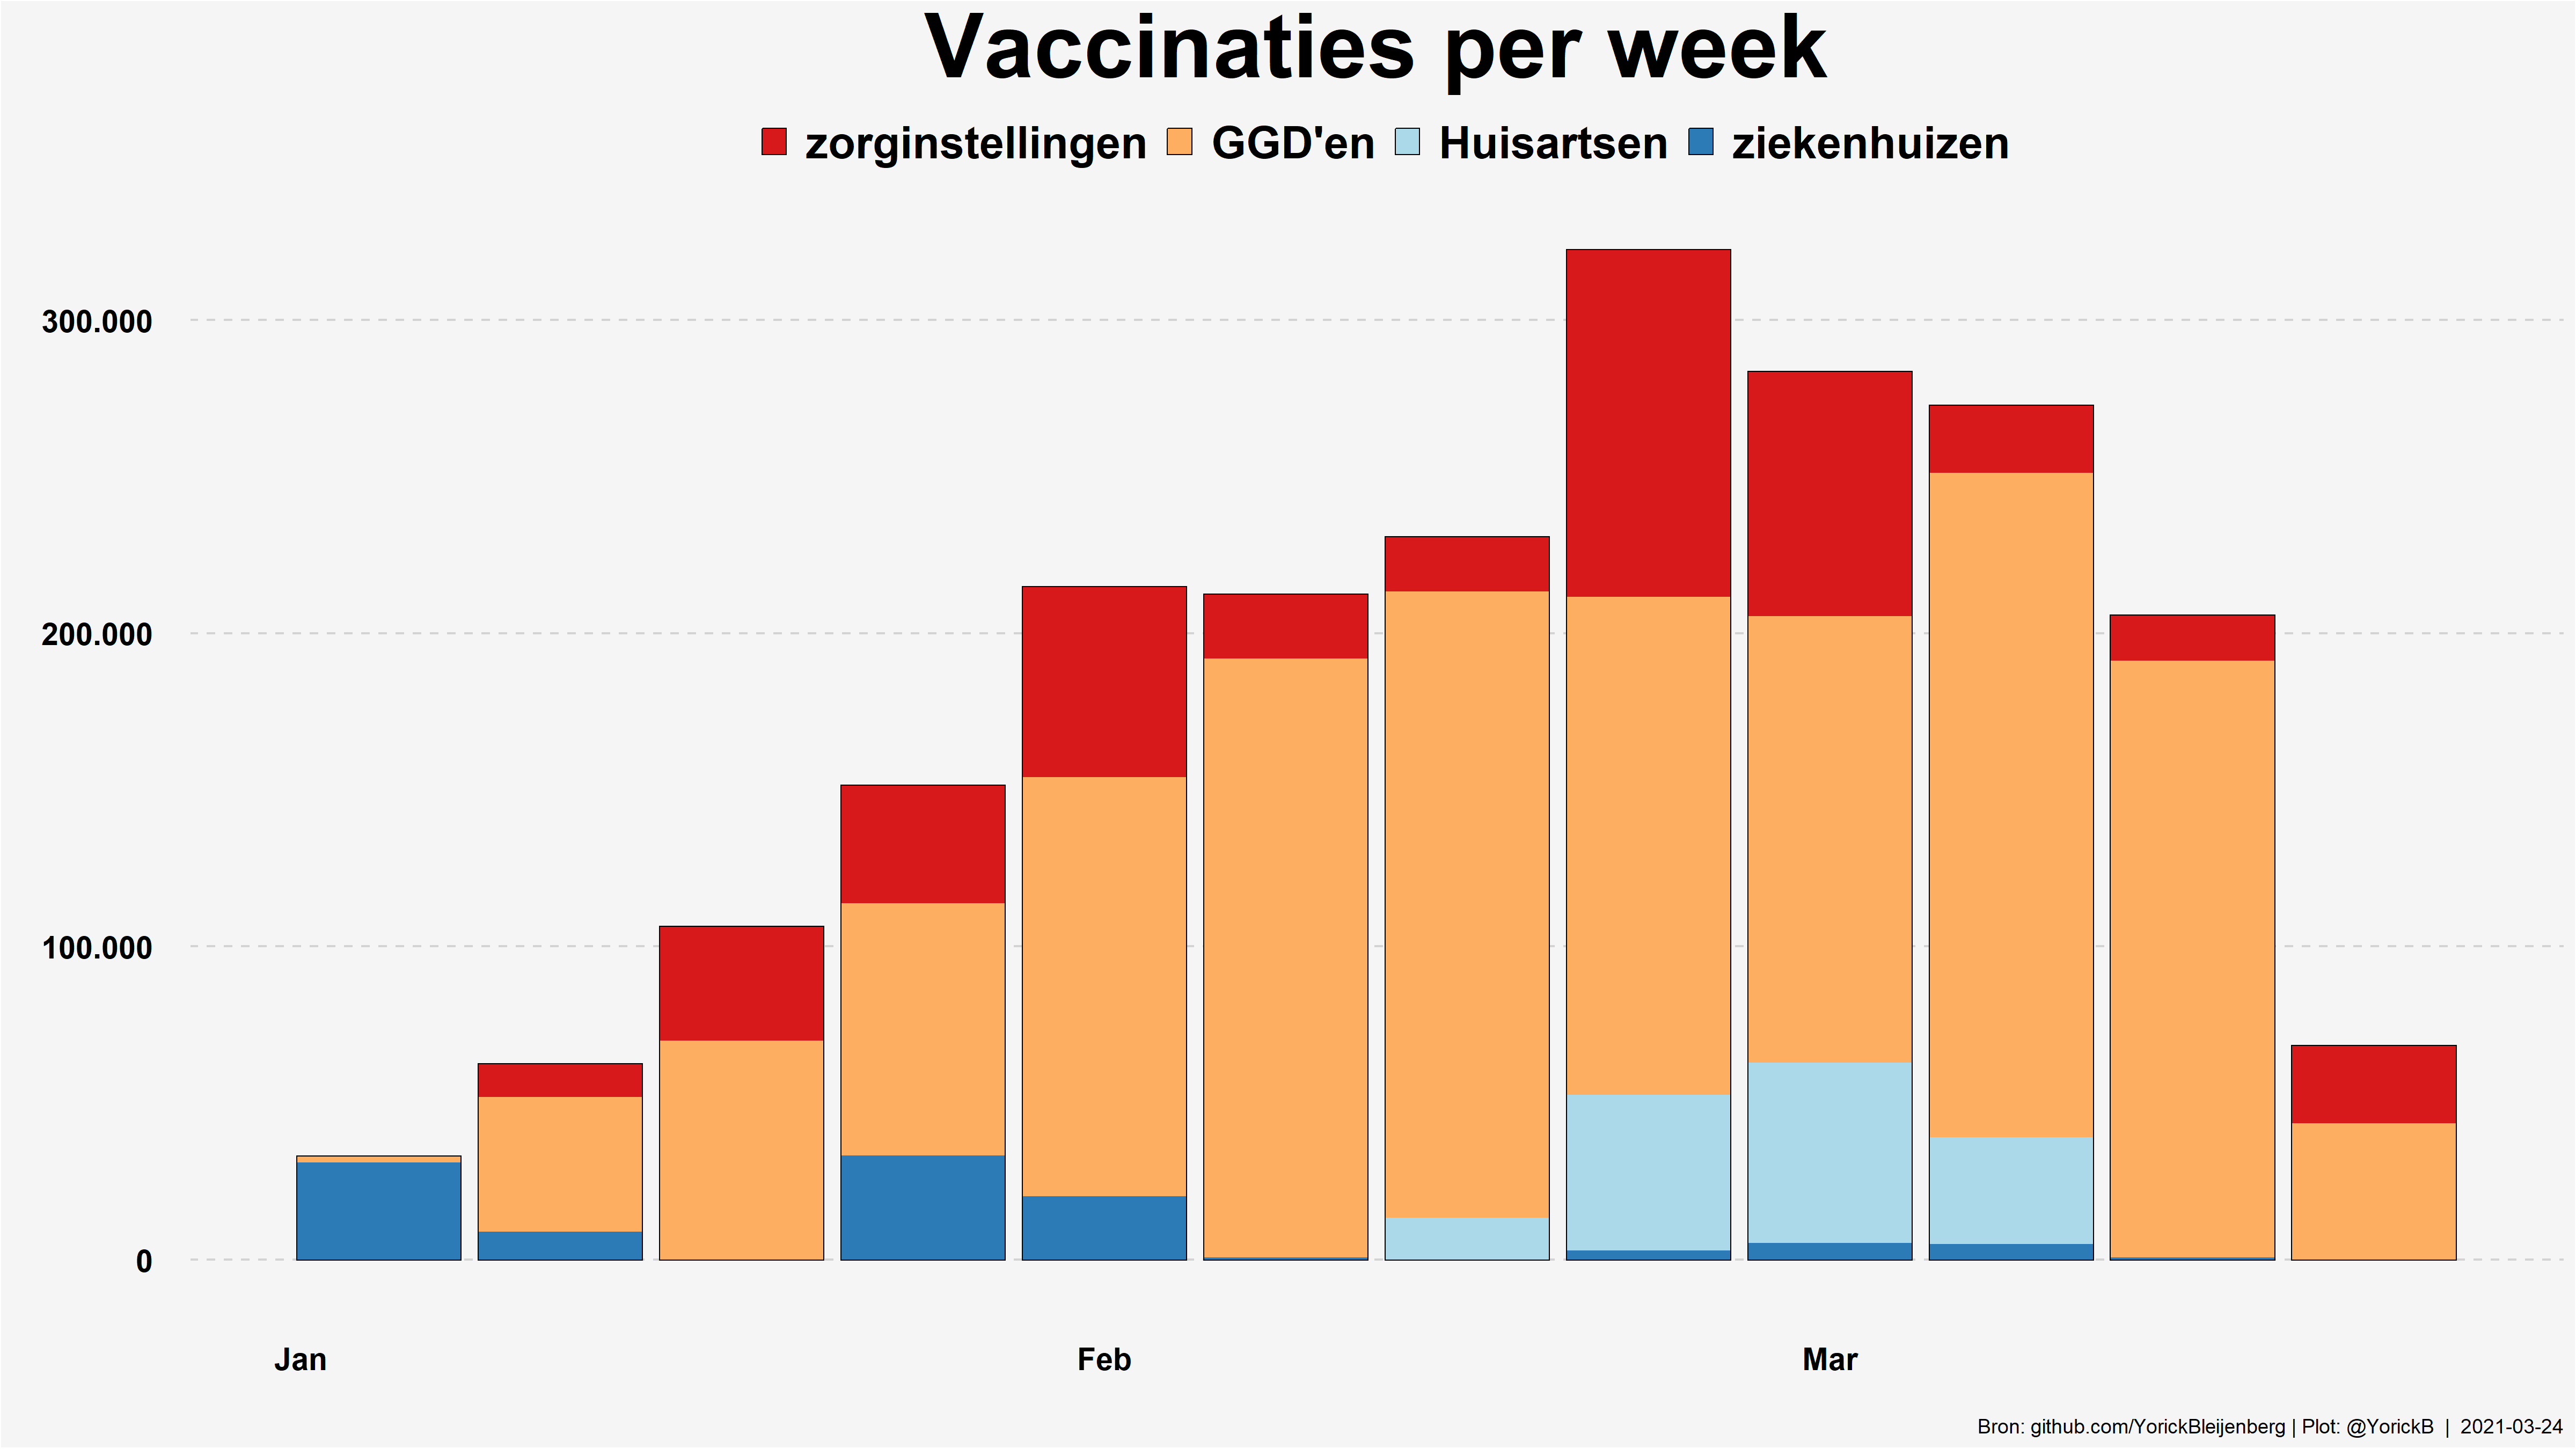 Vaccinaties per week
zorginstellingen GGD'en Huisartsen ziekenhuizen
300.000
200.000
100.000
0
Jan Feb Mar
Bron: github.com/YorickBleijenberg | Plot: @YorickB | 2021-03-24